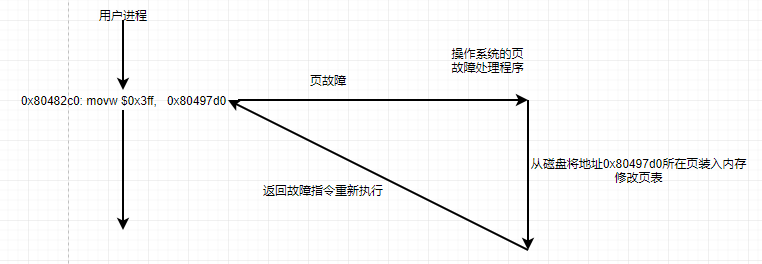 用户进程
操作系统的页
故障处理程序
页故障
0x80482c0: movw $0x3ff, 0x80497d0
从磁盘将地址0x80497d0所在页装入内存
修改页表
返回故障指令重新执行